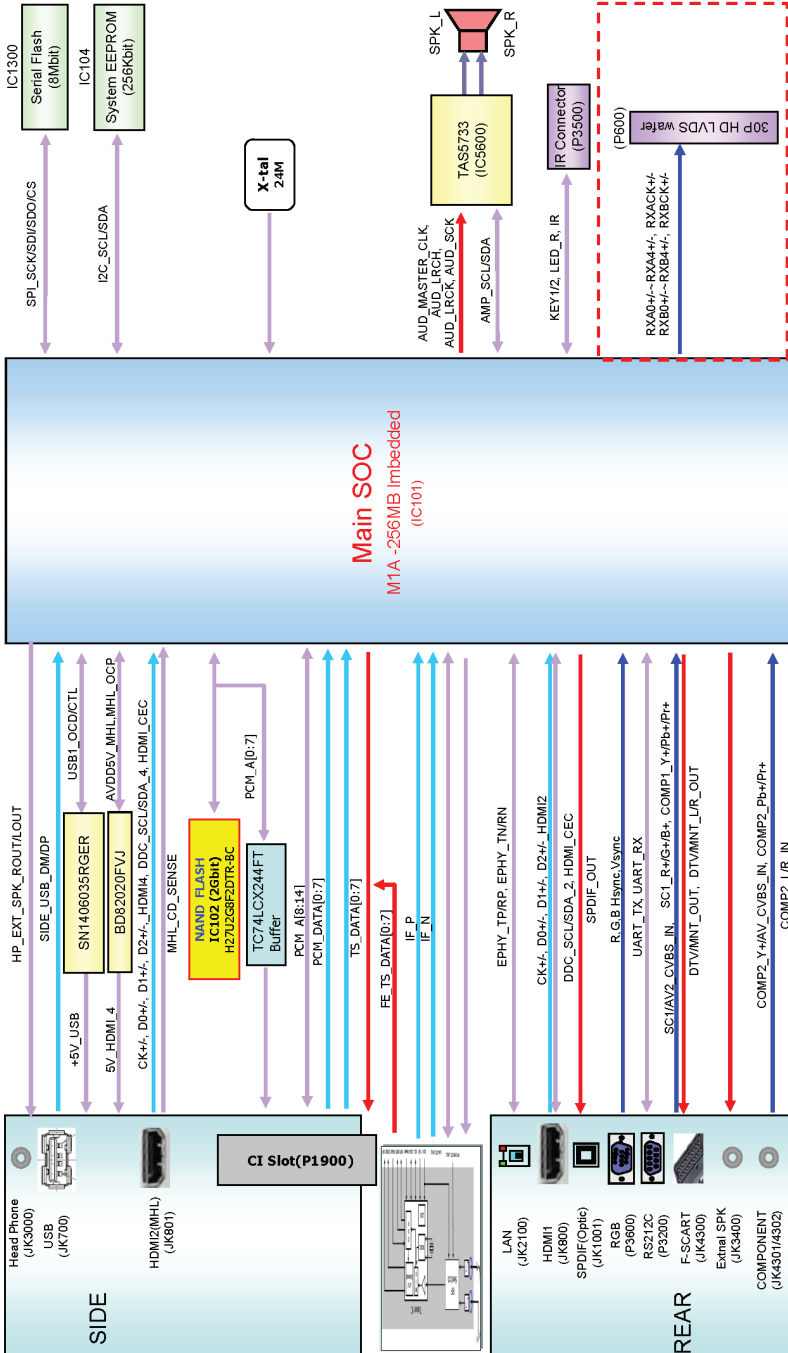 IC1300
Serial Flash
(8Mbit)
IC104
System EEPROM
(256Kbit)
SPI_SCK/SDI/SDO/CS
I2C_SCL/SDA
X-tal
24M
SPK_L
SPK_R
TAS5733
(IC5600)
AUD_MASTER_CLK,
AUD_LRCH,
AUD_LRCK, AUD_SCK
AMP_SCL/SDA
IR Connector
(P3500)
KEY1/2, LED_R, IR
(P600)
30P HD LVDS wafer
RXA0+/-~RXA4+/-, RXACK+/-
RXB0+/-~RXB4+/-, RXBCK+/-
Main SOC
M1A -256MB Imbedded
(IC101)
HP_EXT_SPK_ROUT/LOUT
SIDE_USB_DM/DP
USB1_OCD/CTL
SN1406035RGER
+5V_USB
AVDD5V_MHL,MHL_OCP
BD82020FVJ
5V_HDMI_4
CK+/-, D0+/-, D1+/-, D2+/-_HDMI4, DDC_SCL/SDA_4, HDMI_CEC
MHL_CD_SENSE
NAND FLASH
IC102 (2Gbit)
H27U2G8F2DTR-BC
PCM_A[0:7]
TC74LCX244FT
Buffer
PCM_A[8:14]
PCM_DATA[0:7]
TS_DATA[0:7]
FE_TS_DATA[0:7]
IF_P
IF_N
EPHY_TP/RP, EPHY_TN/RN
CK+/-, D0+/-, D1+/-, D2+/-_HDMI2
DDC_SCL/SDA_2, HDMI_CEC
SPDIF_OUT
R,G,B Hsync,Vsync
UART_TX, UART_RX
SC1/AV2_CVBS_IN, SC1_R+/G+/B+, COMP1_Y+/Pb+/Pr+
DTV/MNT_OUT, DTV/MNT_L/R_OUT
COMP2_Y+/AV_CVBS_IN, COMP2_Pb+/Pr+
COMP2_L/R_IN
Head Phone
(JK3000)
USB
(JK700)
HDMI2(MHL)
(JK801)
SIDE
CI Slot(P1900)
LAN
(JK2100)
HDMI1
(JK800)
SPDIF(Optic)
(JK1001)
RGB
(P3600)
RS212C
(P3200)
F-SCART
(JK4300)
Extnal SPK
(JK3400)
COMPONENT
(JK4301/4302)
REAR